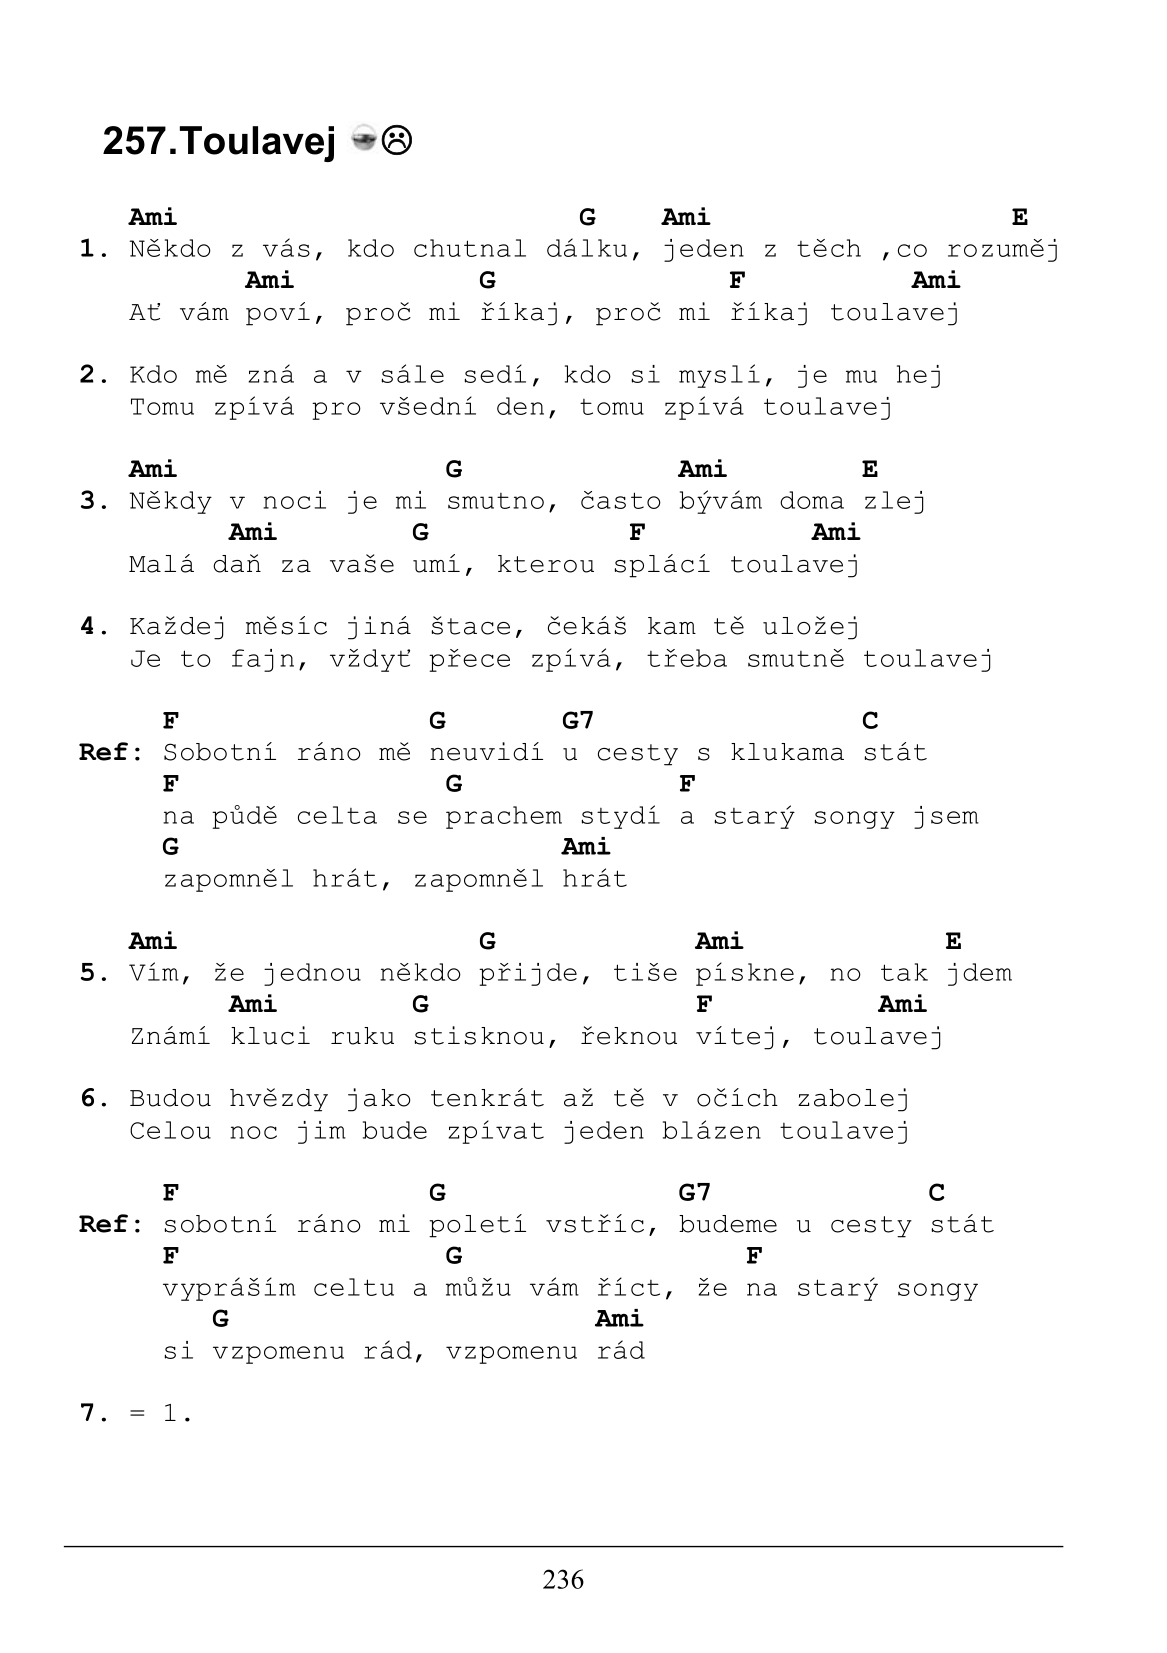 257.Toulavej ☹
Ami G Ami E
1. Někdo z vás, kdo chutnal dálku, jeden z těch ,co rozuměj
Ami G F Ami
Ať vám poví, proč mi říkaj, proč mi říkaj toulavej
2. Kdo mě zná a v sále sedí, kdo si myslí, je mu hej
Tomu zpívá pro všední den, tomu zpívá toulavej
Ami G Ami E
3. Někdy v noci je mi smutno, často bývám doma zlej
Ami G F Ami
Malá daň za vaše umí, kterou splácí toulavej
4. Každej měsíc jiná štace, čekáš kam tě uložej
Je to fajn, vždyť přece zpívá, třeba smutně toulavej
F G G7 C
Ref: Sobotní ráno mě neuvidí u cesty s klukama stát
F G F
na půdě celta se prachem stydí a starý songy jsem
G Ami
zapomněl hrát, zapomněl hrát
Ami G Ami E
5. Vím, že jednou někdo přijde, tiše pískne, no tak jdem
Ami G F Ami
Známí kluci ruku stisknou, řeknou vítej, toulavej
6. Budou hvězdy jako tenkrát až tě v očích zabolej
Celou noc jim bude zpívat jeden blázen toulavej
F G G7 C
Ref: sobotní ráno mi poletí vstříc, budeme u cesty stát
F G F
vypráším celtu a můžu vám říct, že na starý songy
G Ami
si vzpomenu rád, vzpomenu rád
7. = 1.
236